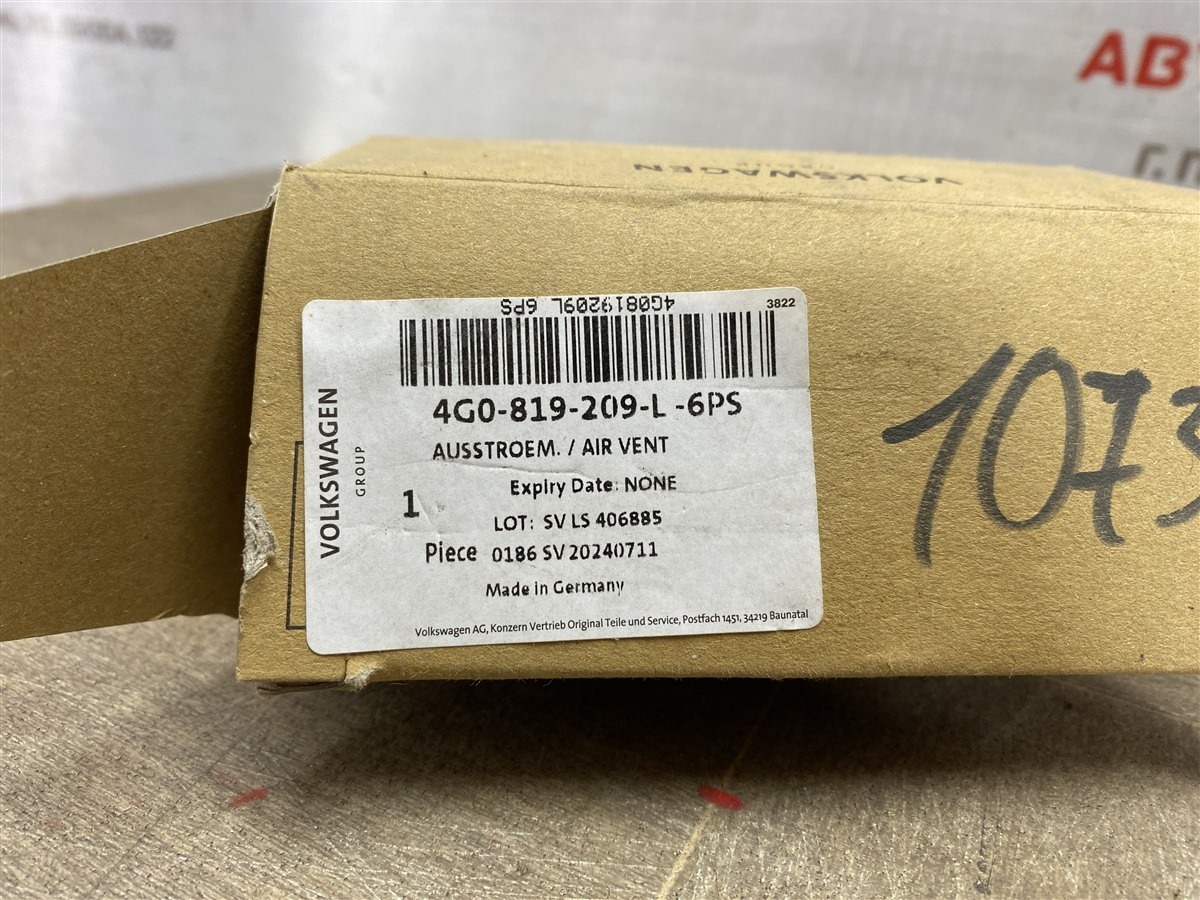 АВТ
VOLKSWAGEN
4G0819209L 6PS
3822
4G0-819-209-L -6PS
AUSSTROEM. / AIR VENT
VOLKSWAGEN
GROUP
Expiry Date: NONE
1
LOT: SV LS 406885
Piece 0186 SV 20240711
Made in Germany
Volkswagen AG, Konzern Vertrieb Original Teile und Service, Postfach 1451, 34219 Baunatal
1073